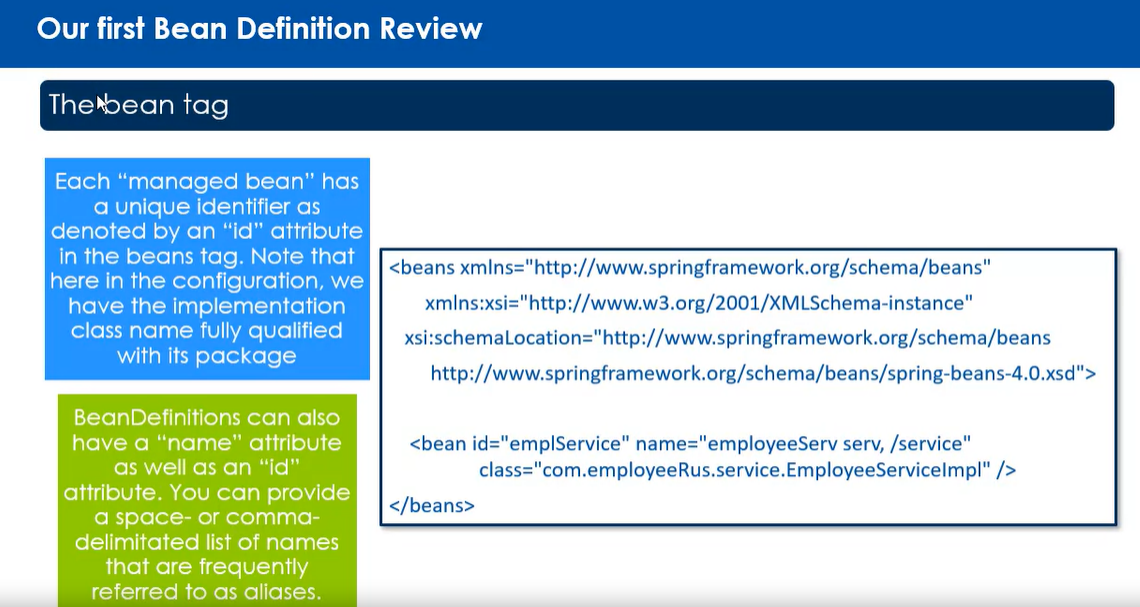 Our first Bean Definition Review
The bean tag
Each “managed bean” has
a unique identifier as
denoted by an “id” attribute
in the beans tag. Note that
here in the configuration, we
have the implementation
class name fully qualified
with its package
BeanDefinitions can also
have a “name” attribute
as well as an “id”
attribute. You can provide
a space- or comma-
delimitated list of names
that are frequently
referred to as aliases.
<beans xmlns="http://www.springframework.org/schema/beans"
xmlns:xsi="http://www.w3.org/2001/XMLSchema-instance"
xsi:schemaLocation="http://www.springframework.org/schema/beans
http://www.springframework.org/schema/beans/spring-beans-4.0.xsd">
<bean id="emplService" name="employeeServ serv, /service"
class="com.employeeRus.service.EmployeeServiceImpl" />
</beans>